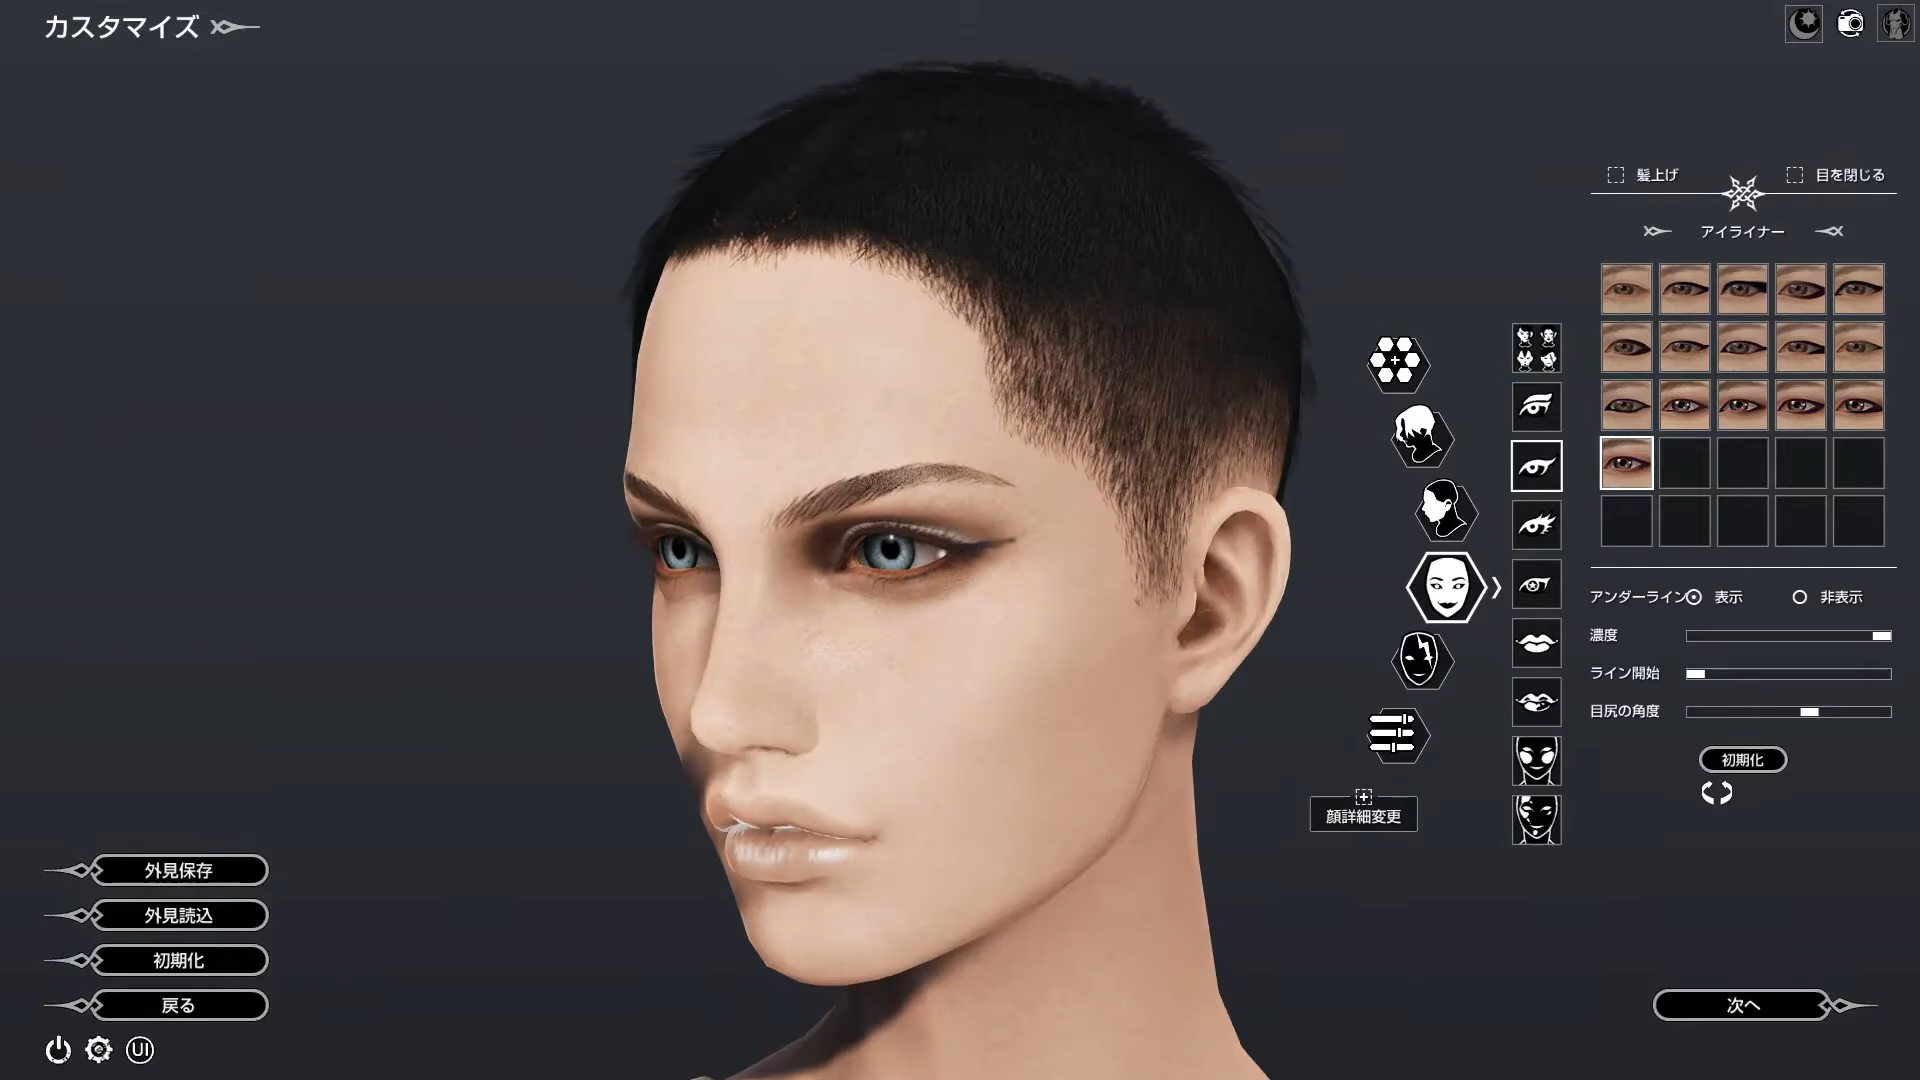 カスタマイズ
髪上げ
目を閉じる
アイライナー
アンダーライン
表示
非表示
濃度
ライン開始
目尻の角度
初期化
顔詳細変更
外見保存
外見読込
初期化
戻る
次へ
UI